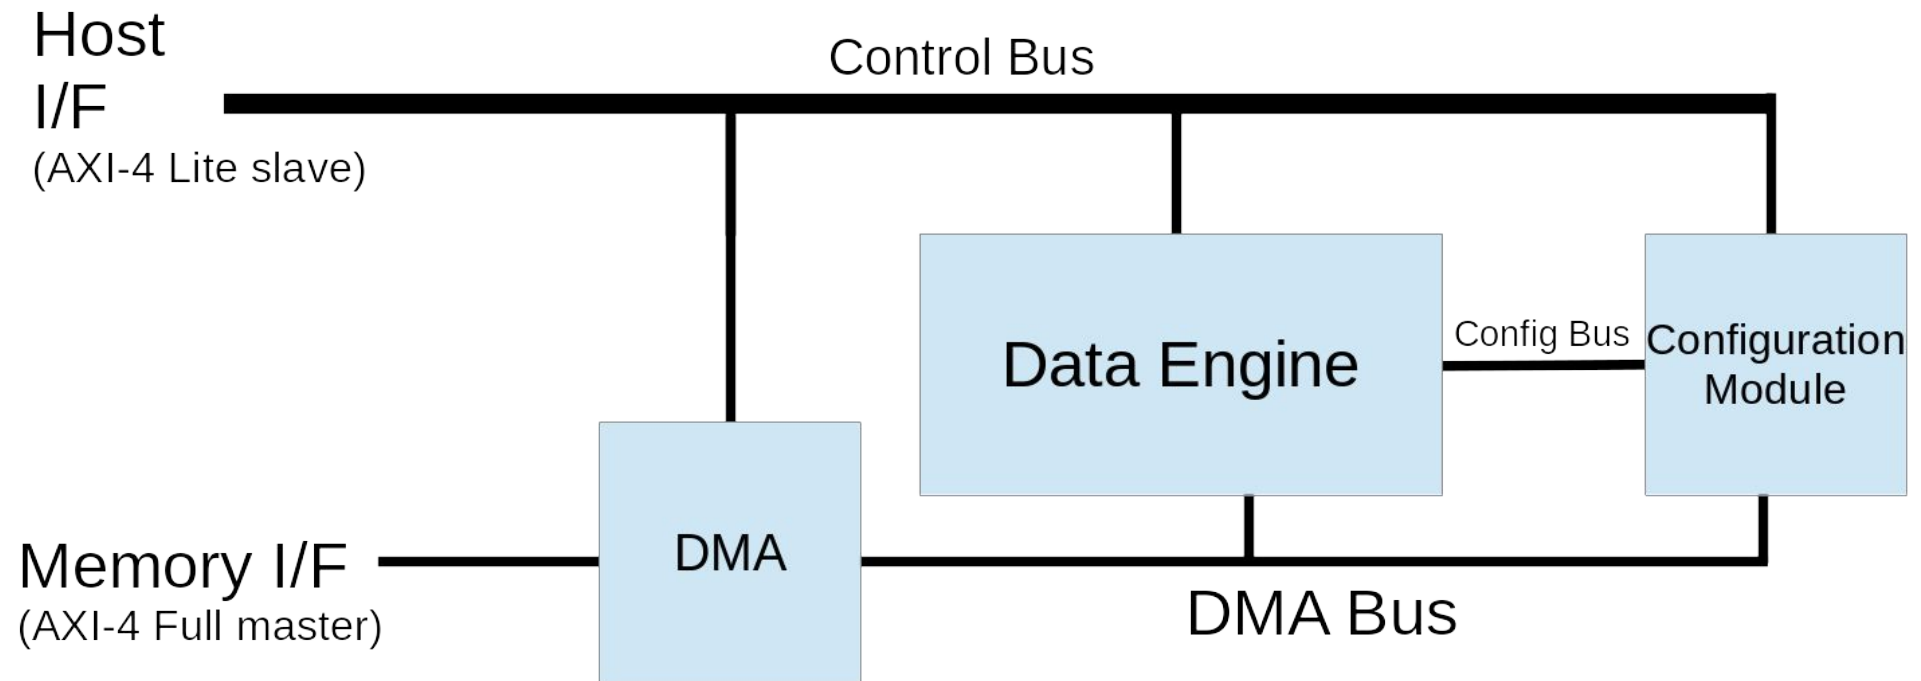 Host
I/F
(AXI-4 Lite slave)
Control Bus
Data Engine
Config Bus
Configuration
Module
DMA
Memory I/F
(AXI-4 Full master)
DMA Bus